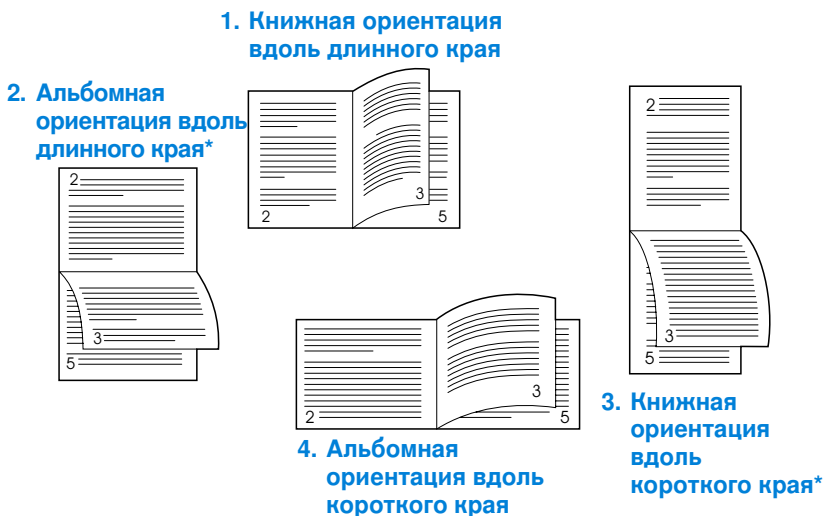 1. Книжная ориентация
вдоль длинного края
2. Альбомная
ориентация вдоль
длинного края*
2
3
5
2
3
5
2
3
5
2
3
5
3. Книжная
ориентация
вдоль
короткого края*
4. Альбомная
ориентация вдоль
короткого края